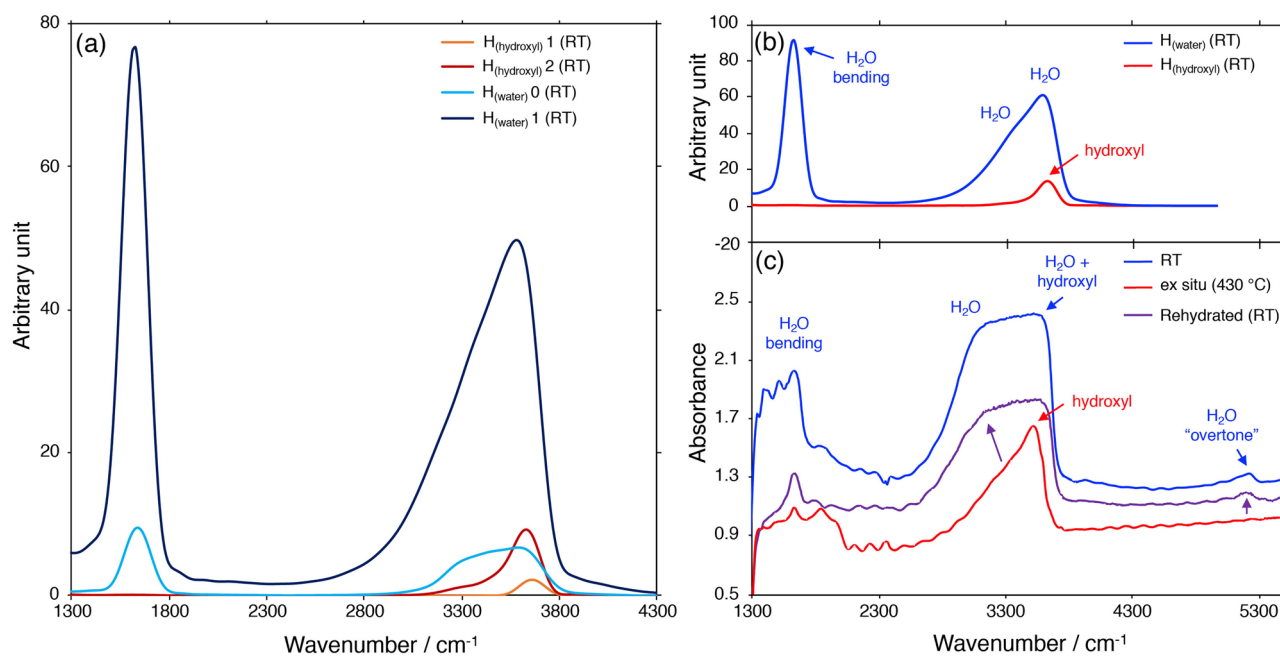 (a)
H(hydroxyl) 1 (RT)
H(hydroxyl) 2 (RT)
H(water) 0 (RT)
H(water) 1 (RT)
80
60
40
20
0
Arbitrary unit
1300 1800 2300 2800 3300 3800 4300
Wavenumber / cm-1
(b)
H(water) (RT)
H(hydroxyl) (RT)
H2O
bending
H2O
H2O
hydroxyl
100
80
60
40
20
0
-20
Arbitrary unit
(c)
RT
ex situ (430 °C)
Rehydrated (RT)
H2O +
hydroxyl
H2O
H2O
bending
hydroxyl
H2O
“overtone”
2.5
2.1
1.7
1.3
0.9
0.5
Absorbance
1300 2300 3300 4300 5300
Wavenumber / cm-1